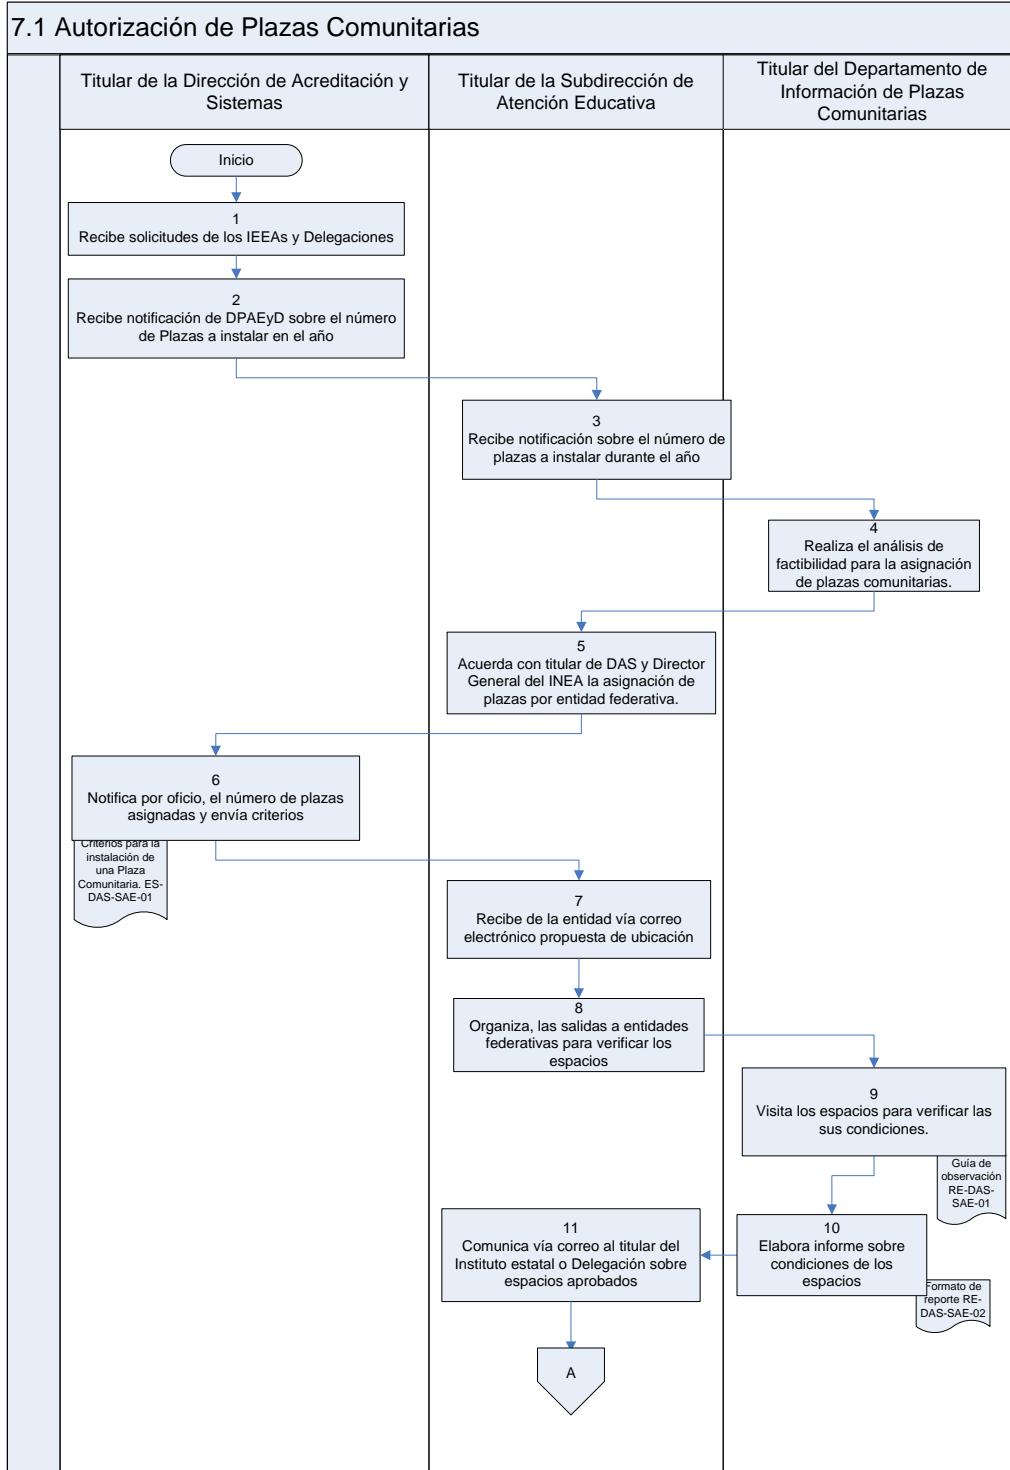 7.1 Autorización de Plazas Comunitarias
Titular de la Dirección de Acreditación y
Sistemas
Titular de la Subdirección de
Atención Educativa
Titular del Departamento de
Información de Plazas
Comunitarias
Inicio
1
Recibe solicitudes de los IEEAs y Delegaciones
2
Recibe notificación de DPAEyD sobre el número
de Plazas a instalar en el año
3
Recibe notificación sobre el número de
plazas a instalar durante el año
4
Realiza el análisis de
factibilidad para la asignación
de plazas comunitarias.
5
Acuerda con titular de DAS y Director
General del INEA la asignación de
plazas por entidad federativa.
6
Notifica por oficio, el número de plazas
asignadas y envía criterios
Criterios para la
instalación de
una Plaza
Comunitaria. ES-
DAS-SAE-01
7
Recibe de la entidad vía correo
electrónico propuesta de ubicación
8
Organiza, las salidas a entidades
federativas para verificar los
espacios
9
Visita los espacios para verificar las
sus condiciones.
Guía de
observación
RE-DAS-
SAE-01
10
Elabora informe sobre
condiciones de los
espacios
Formato de
reporte RE-
DAS-SAE-02
11
Comunica vía correo al titular del
Instituto estatal o Delegación sobre
espacios aprobados
A